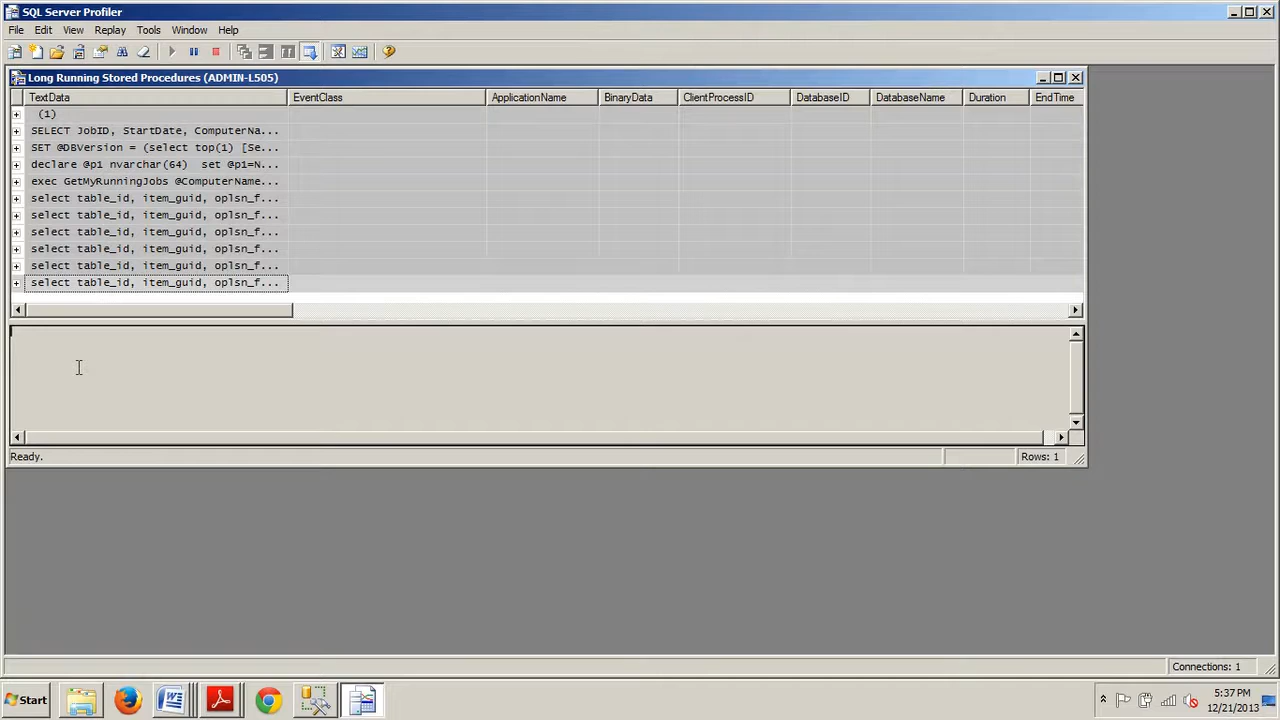 SQL Server Profiler
File Edit View Replay Tools Window Help
Long Running Stored Procedures (ADMIN-L505)
TextData EventClass ApplicationName BinaryData ClientProcessID DatabaseID DatabaseName Duration EndTime
(1)
SELECT JobID, StartDate, ComputerNa...
SET @DBVersion = (select top(1) [Se...
declare @p1 nvarchar(64) set @p1=N...
exec GetMyRunningJobs @ComputerName...
select table_id, item_guid, oplsn_f...
select table_id, item_guid, oplsn_f...
select table_id, item_guid, oplsn_f...
select table_id, item_guid, oplsn_f...
select table_id, item_guid, oplsn_f...
select table_id, item_guid, oplsn_f...
Ready. Rows: 1
Connections: 1
Start 5:37 PM
12/21/2013